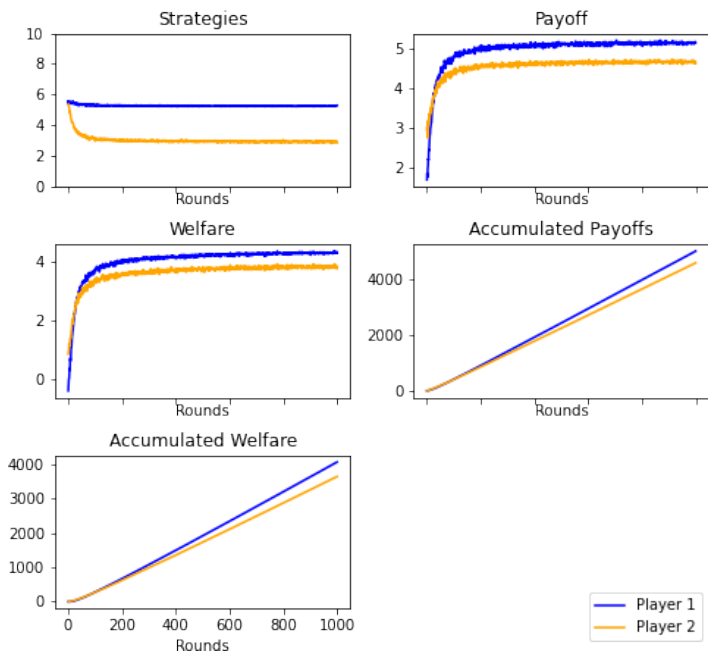 Strategies
10
8
6
4
2
0
Rounds
Payoff
5
4
3
2
Rounds
Welfare
4
2
0
Rounds
Accumulated Payoffs
4000
2000
0
Rounds
Accumulated Welfare
4000
3000
2000
1000
0
0 200 400 600 800 1000
Rounds
Player 1
Player 2